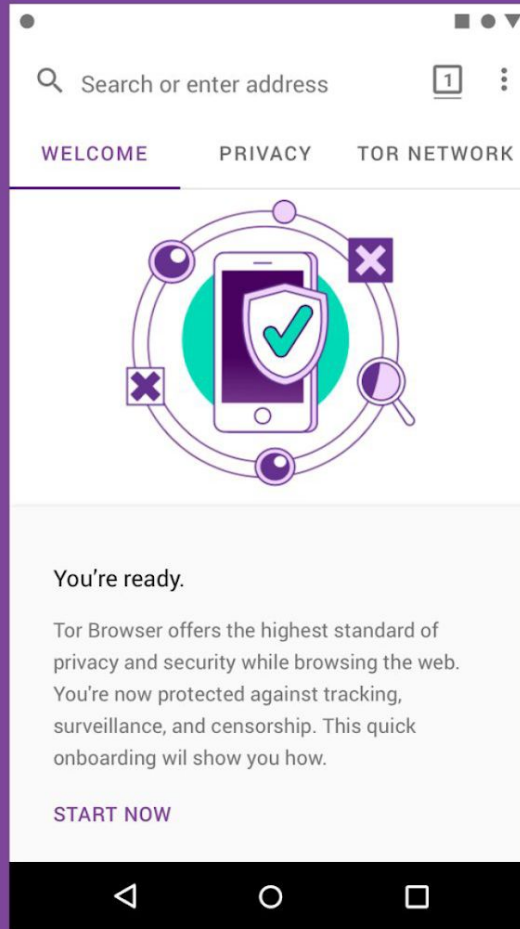 Search or enter address
1
WELCOME PRIVACY TOR NETWORK
You're ready.
Tor Browser offers the highest standard of
privacy and security while browsing the web.
You're now protected against tracking,
surveillance, and censorship. This quick
onboarding wil show you how.
START NOW